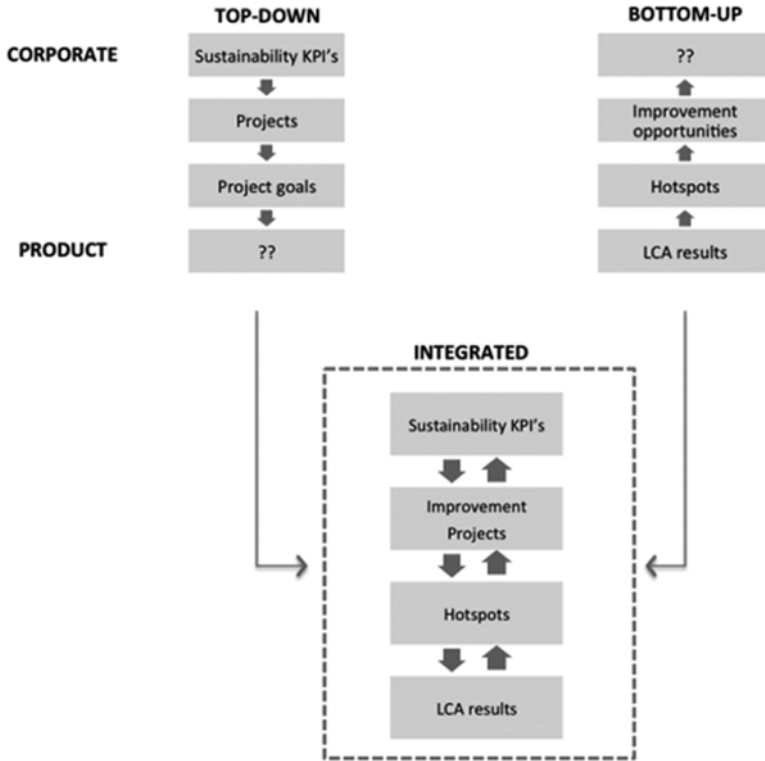 TOP-DOWN
BOTTOM-UP
CORPORATE
Sustainability KPI's
??
Projects
Improvement
opportunities
Project goals
Hotspots
PRODUCT
??
LCA results
INTEGRATED
Sustainability KPI's
Improvement
Projects
Hotspots
LCA results